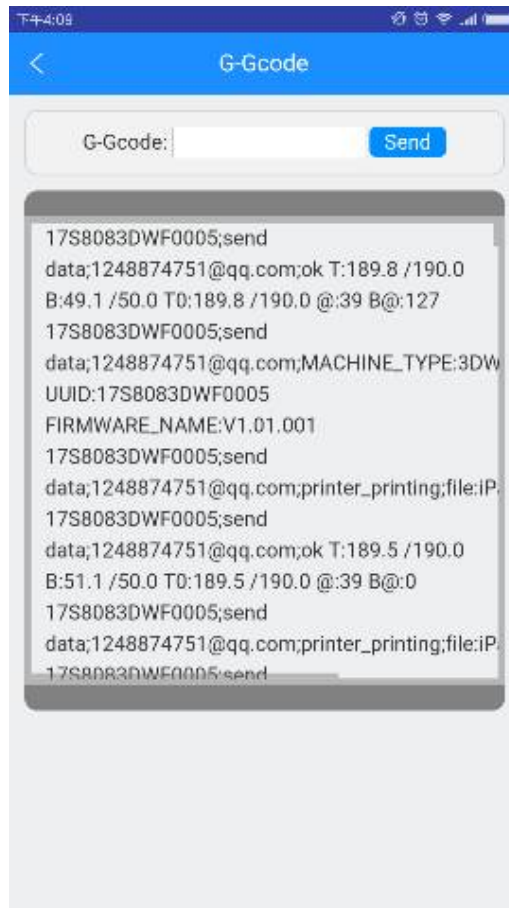 下午4:09
G-Gcode
G-Gcode:
Send
17S8083DWF0005;send
data;1248874751@qq.com;ok T:189.8 /190.0
B:49.1 /50.0 T0:189.8 /190.0 @:39 B@:127
17S8083DWF0005;send
data;1248874751@qq.com;MACHINE_TYPE:3DW
UUID:17S8083DWF0005
FIRMWARE_NAME:V1.01.001
17S8083DWF0005;send
data;1248874751@qq.com;printer_printing;file:iP
17S8083DWF0005;send
data;1248874751@qq.com;ok T:189.5 /190.0
B:51.1 /50.0 T0:189.5 /190.0 @:39 B@:0
17S8083DWF0005;send
data;1248874751@qq.com;printer_printing;file:iP
17S8083DWF0005;send